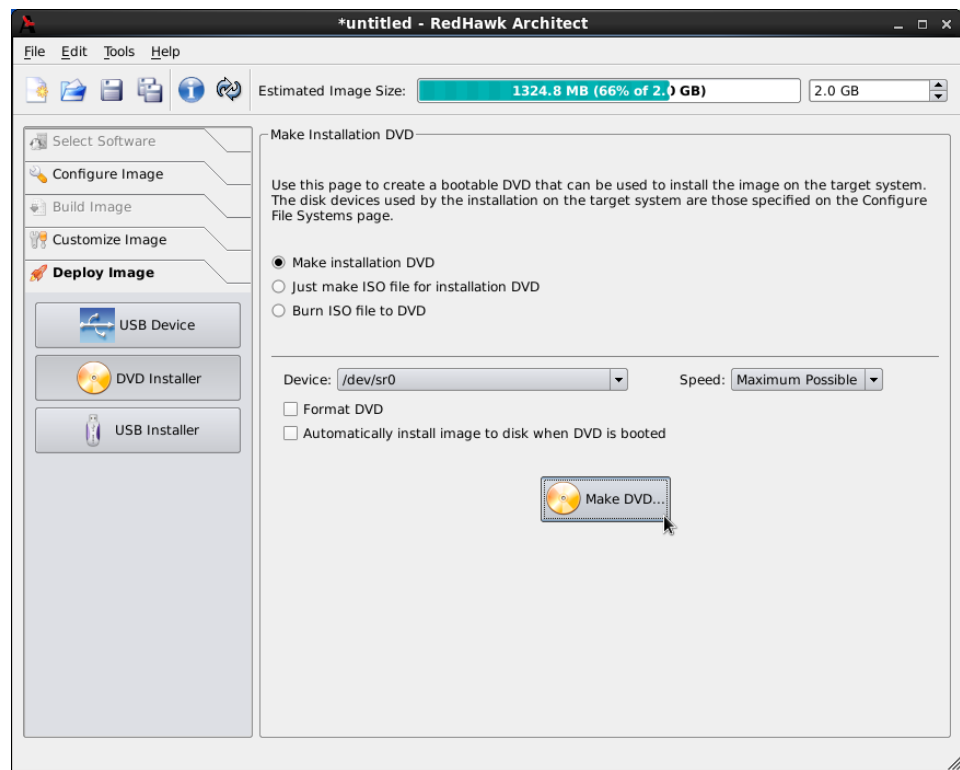 *untitled - RedHawk Architect
File Edit Tools Help
Estimated Image Size: 1324.8 MB (66% of 2.0 GB) 2.0 GB
Select Software
Configure Image
Build Image
Customize Image
Deploy Image
USB Device
DVD Installer
USB Installer
Make Installation DVD
Use this page to create a bootable DVD that can be used to install the image on the target system.
The disk devices used by the installation on the target system are those specified on the Configure
File Systems page.
Make installation DVD
Just make ISO file for installation DVD
Burn ISO file to DVD
Device: /dev/sr0 Speed: Maximum Possible
Format DVD
Automatically install image to disk when DVD is booted
Make DVD...